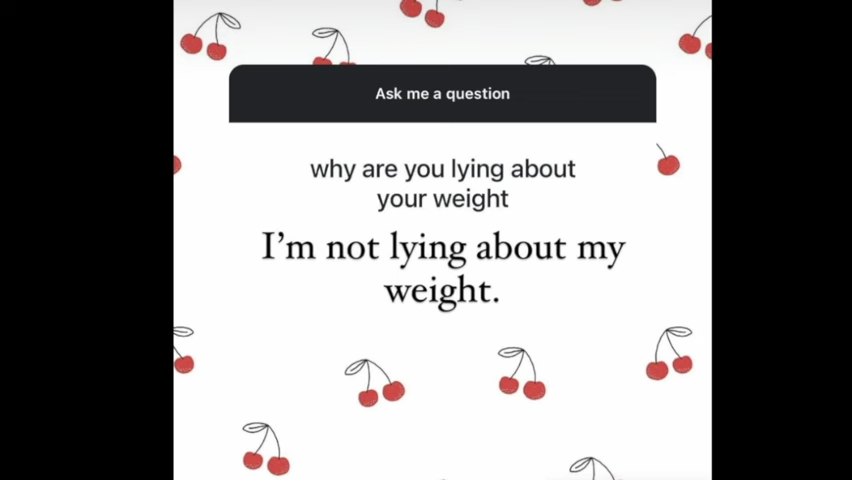 Ask me a question
why are you lying about
your weight
I'm not lying about my
weight.